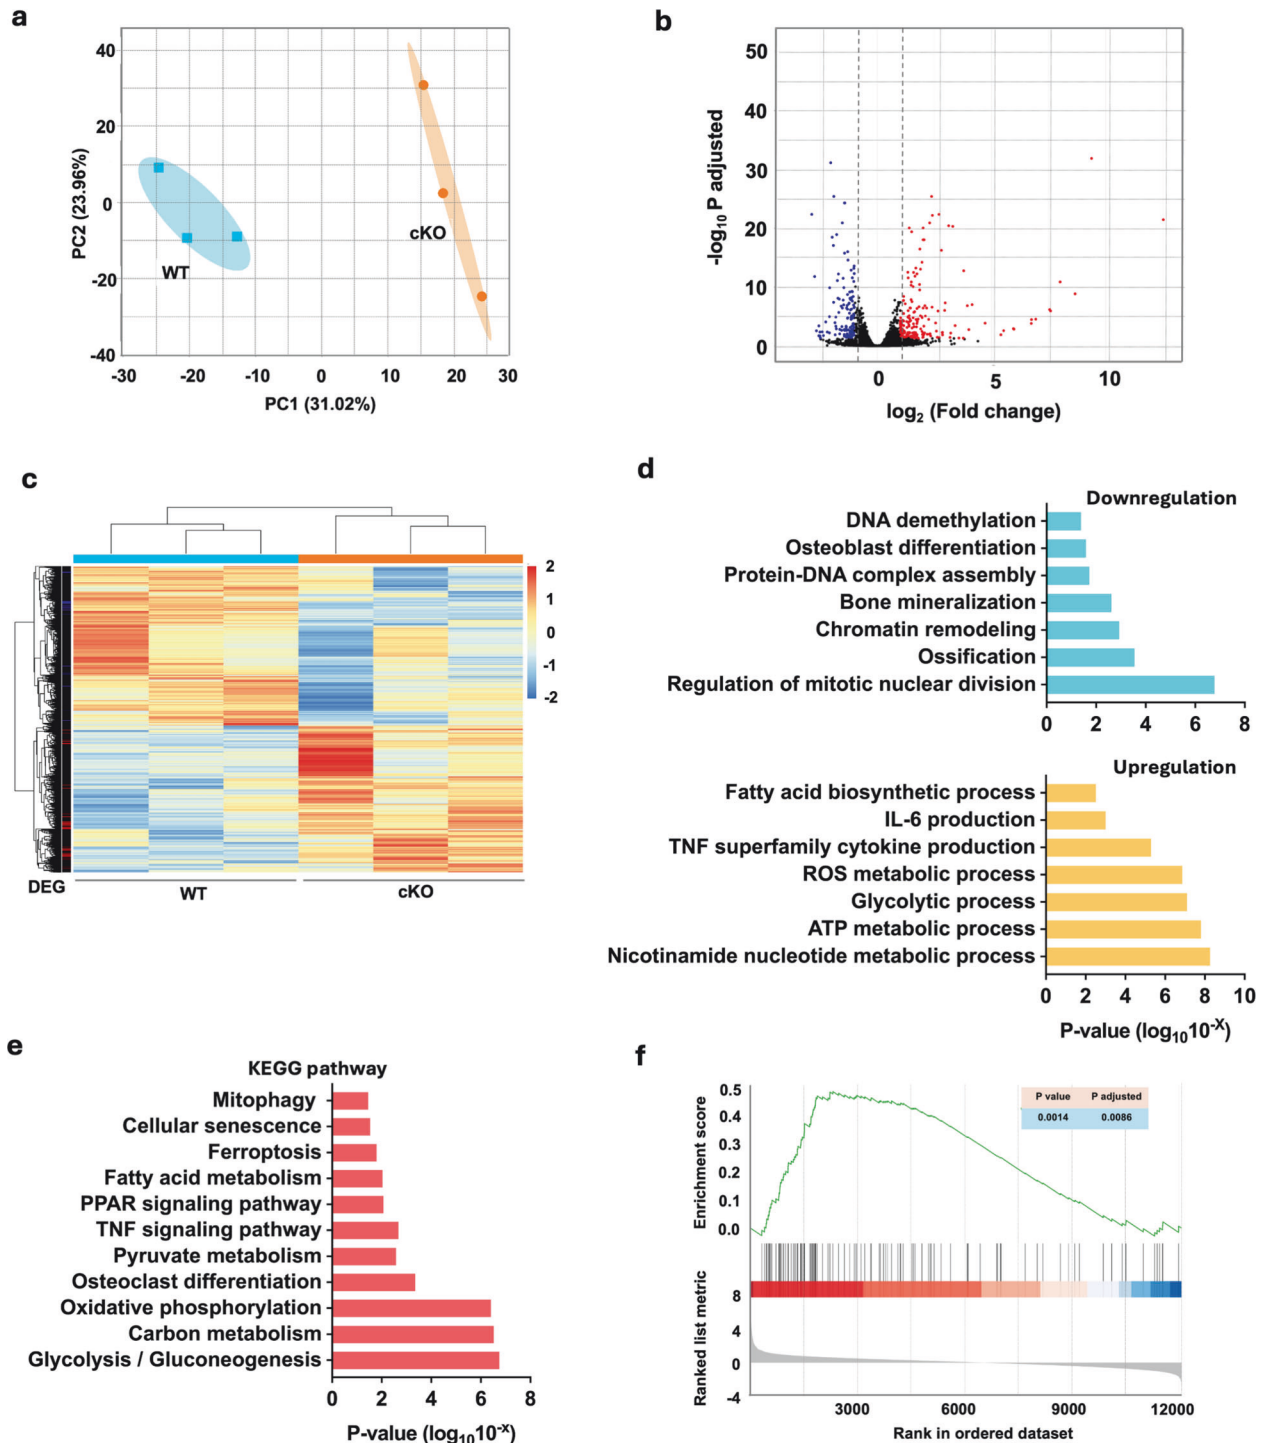 a
40
20
0
-20
-40
PC2 (23.96%)
WT
cKO
-30 -20 -10 0 10 20 30
PC1 (31.02%)
b
50
40
30
20
10
0
-log10 P adjusted
0 5 10
log2 (Fold change)
c
2
1
0
-1
-2
DEG
WT
cKO
d
Downregulation
DNA demethylation
Osteoblast differentiation
Protein-DNA complex assembly
Bone mineralization
Chromatin remodeling
Ossification
Regulation of mitotic nuclear division
0 2 4 6 8
Upregulation
Fatty acid biosynthetic process
IL-6 production
TNF superfamily cytokine production
ROS metabolic process
Glycolytic process
ATP metabolic process
Nicotinamide nucleotide metabolic process
0 2 4 6 8 10
P-value (log10 10-X)
e
KEGG pathway
Mitophagy
Cellular senescence
Ferroptosis
Fatty acid metabolism
PPAR signaling pathway
TNF signaling pathway
Pyruvate metabolism
Osteoclast differentiation
Oxidative phosphorylation
Carbon metabolism
Glycolysis / Gluconeogenesis
0 2 4 6 8
P-value (log10 10-x)
f
0.5
0.4
0.3
0.2
0.1
0.0
Enrichment score
P value P adjusted
0.0014 0.0086
8
4
0
-4
Ranked list metric
3000 6000 9000 12000
Rank in ordered dataset